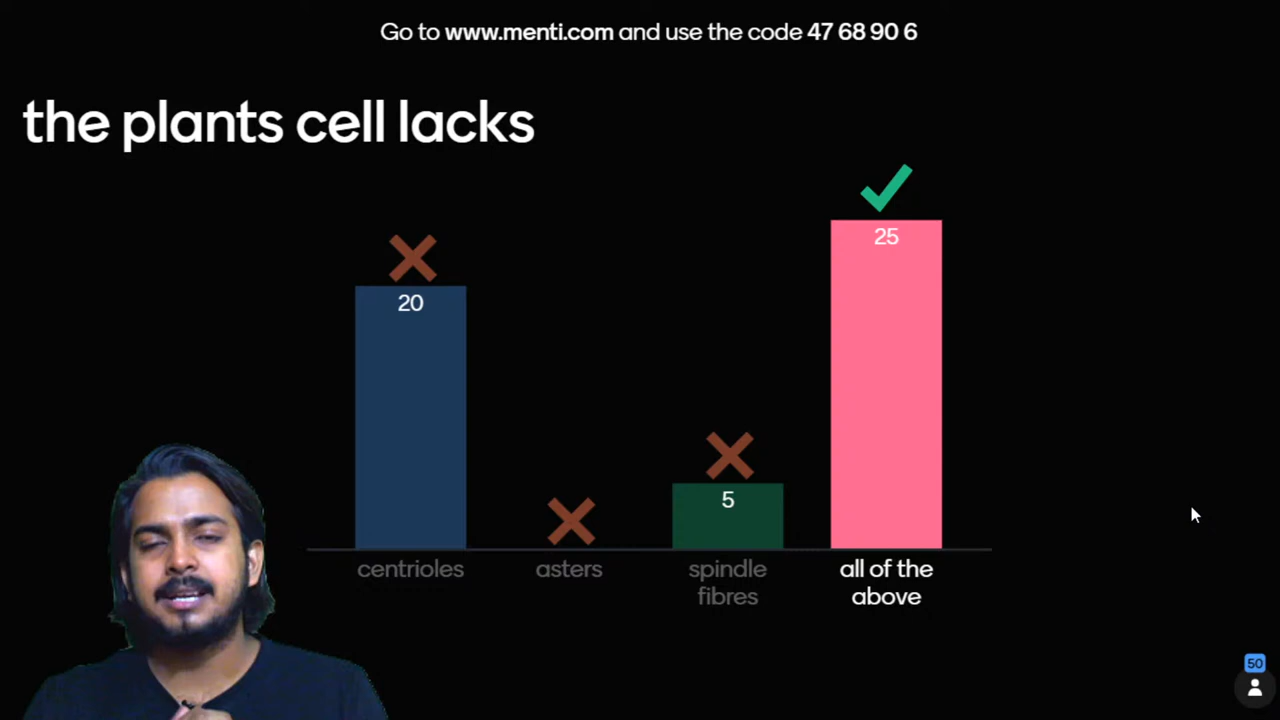 Go to www.menti.com and use the code 47 68 90 6
the plants cell lacks
25
20
5
centrioles
asters
spindle
fibres
all of the
above
50